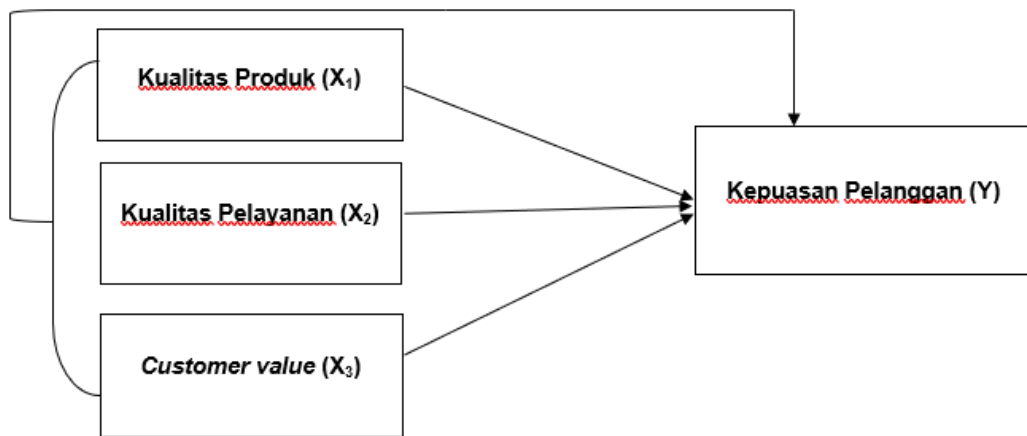 Kualitas Produk (X₁)
Kualitas Pelayanan (X₂)
Customer value (X₃)
Kepuasan Pelanggan (Y)